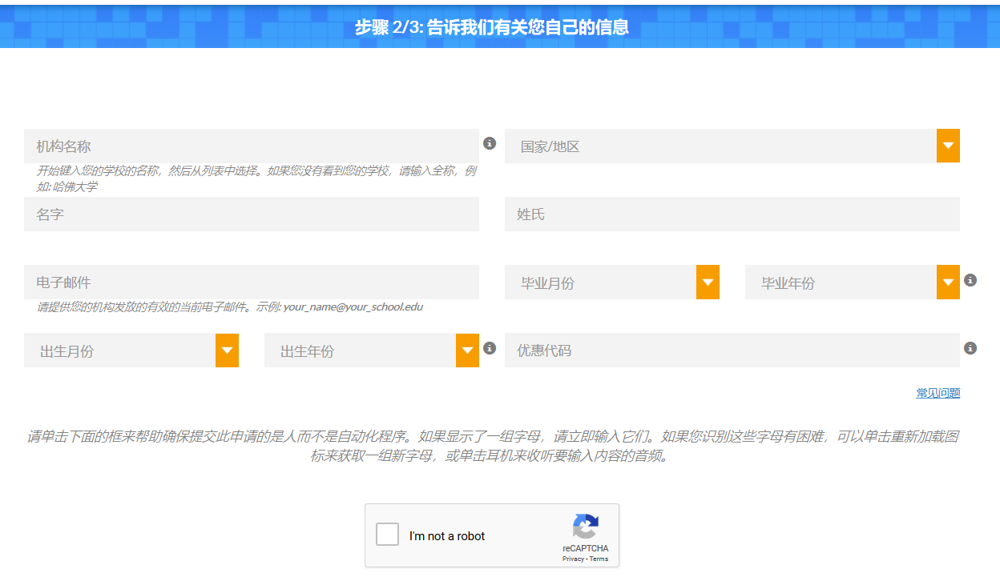 步骤 2/3: 告诉我们有关您自己的信息
机构名称
国家/地区
开始键入您的学校的名称，然后从列表中选择。如果您没有看到您的学校，请输入全称，例
如: 哈佛大学
名字
姓氏
电子邮件
毕业月份
毕业年份
请提供您的机构发放的有效的当前电子邮件。示例: your_name@your_school.edu
出生月份
出生年份
优惠代码
常见问题
请单击下面的框来帮助确保提交此申请的是人而不是自动化程序。如果显示了一组字母，请立即输入它们。如果您识别这些字母有困难，可以单击重新加载图
标来获取一组新字母，或单击耳机来收听要输入内容的音频。
I'm not a robot
reCAPTCHA
Privacy - Terms